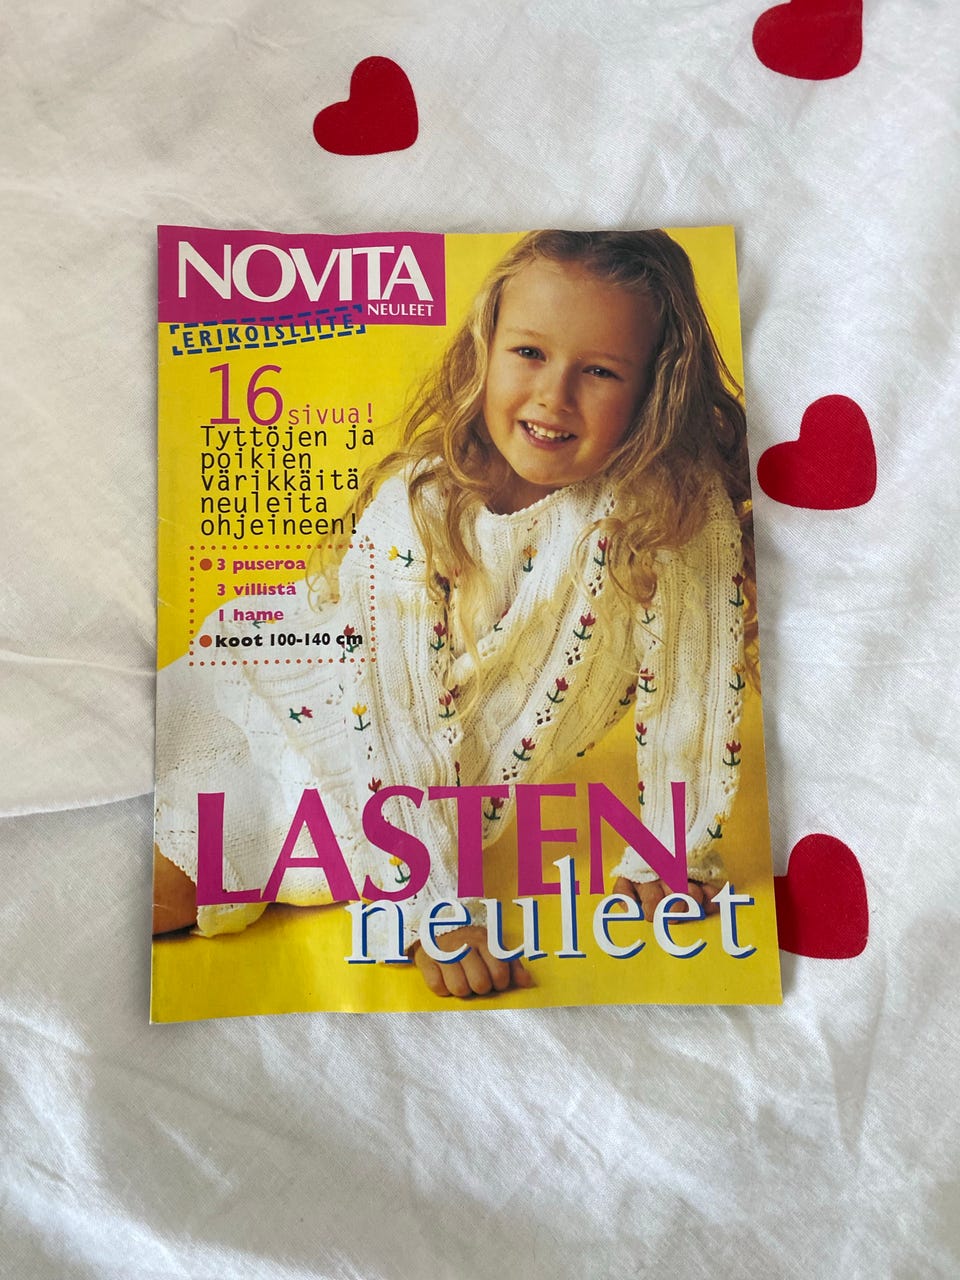 NOVITA
NEULEET
ERIKOISLIITE
16 sivua!
Tyttöjen ja
poikien
värikkäitä
neuleita
ohjeineen!
3 puseroa
3 villistä
1 hame
koot 100-140 cm
LASTEN
neuleet